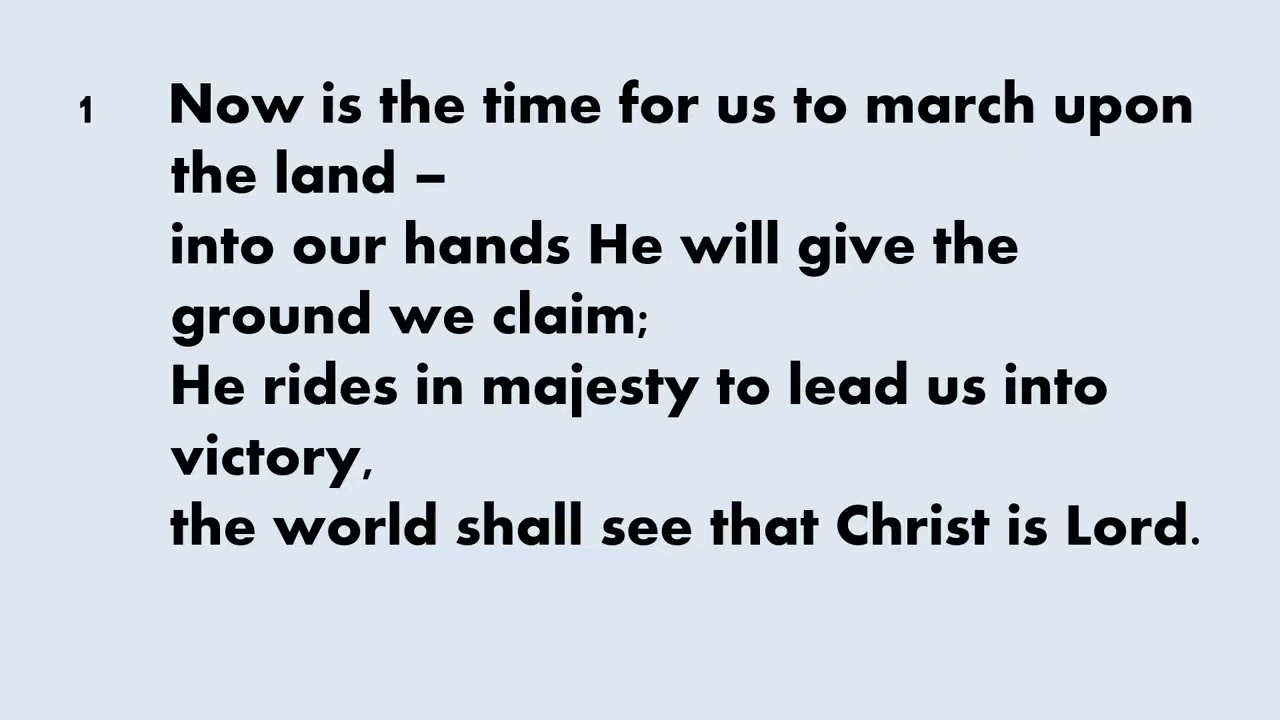 1 Now is the time for us to march upon
the land –
into our hands He will give the
ground we claim;
He rides in majesty to lead us into
victory,
the world shall see that Christ is Lord.